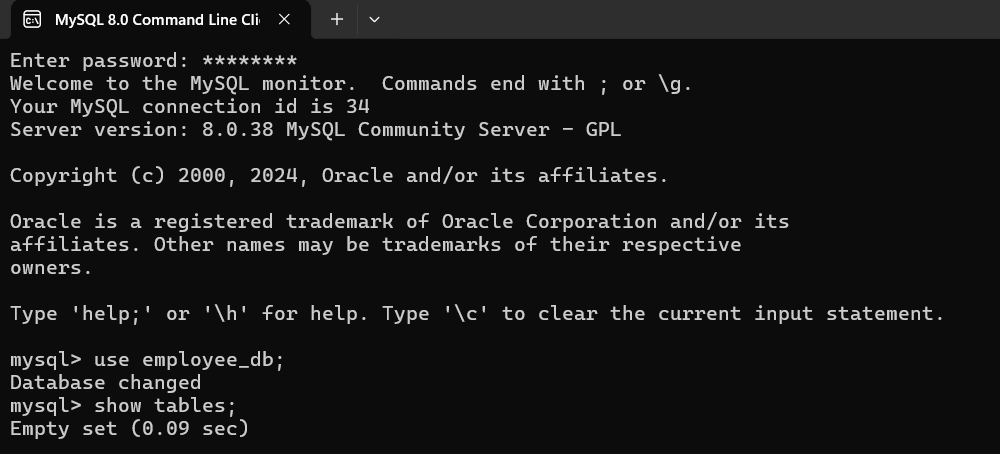 MySQL 8.0 Command Line Cli
Enter password: ********
Welcome to the MySQL monitor.  Commands end with ; or \g.
Your MySQL connection id is 34
Server version: 8.0.38 MySQL Community Server - GPL

Copyright (c) 2000, 2024, Oracle and/or its affiliates.

Oracle is a registered trademark of Oracle Corporation and/or its
affiliates. Other names may be trademarks of their respective
owners.

Type 'help;' or '\h' for help. Type '\c' to clear the current input statement.

mysql> use employee_db;
Database changed
mysql> show tables;
Empty set (0.09 sec)